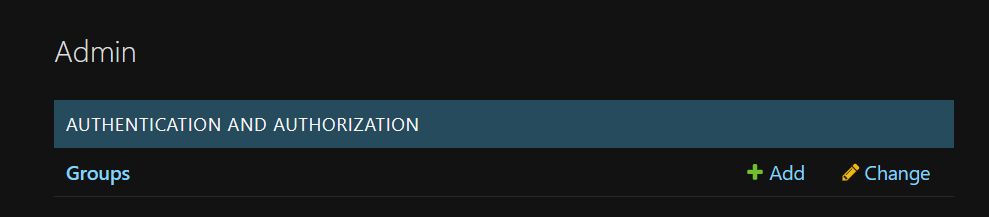 Admin
AUTHENTICATION AND AUTHORIZATION
Groups Add Change